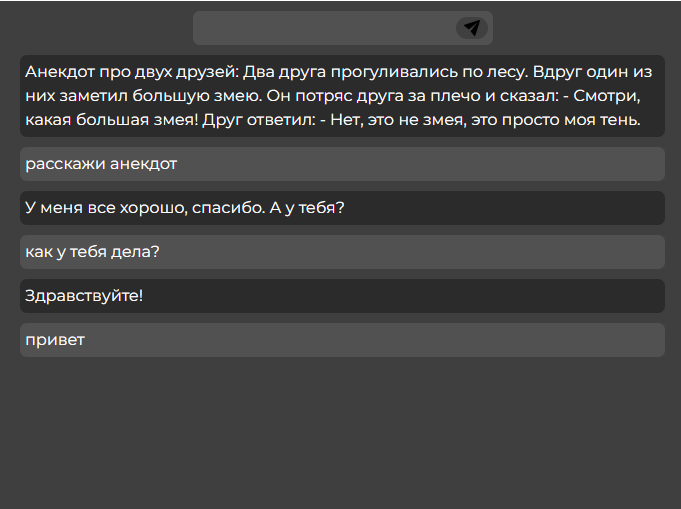 Анекдот про двух друзей: Два друга прогуливались по лесу. Вдруг один из
них заметил большую змею. Он потряс друга за плечо и сказал: - Смотри,
какая большая змея! Друг ответил: - Нет, это не змея, это просто моя тень.
расскажи анекдот
У меня все хорошо, спасибо. А у тебя?
как у тебя дела?
Здравствуйте!
привет